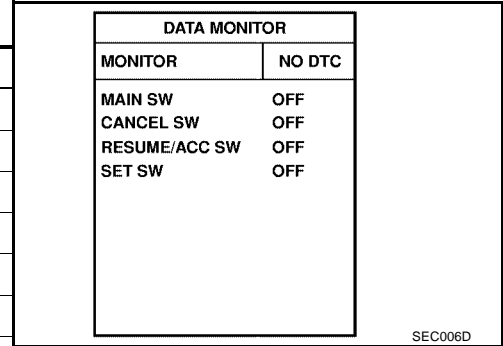 DATA MONITOR
MONITOR NO DTC
MAIN SW OFF
CANCEL SW OFF
RESUME/ACC SW OFF
SET SW OFF
SEC006D